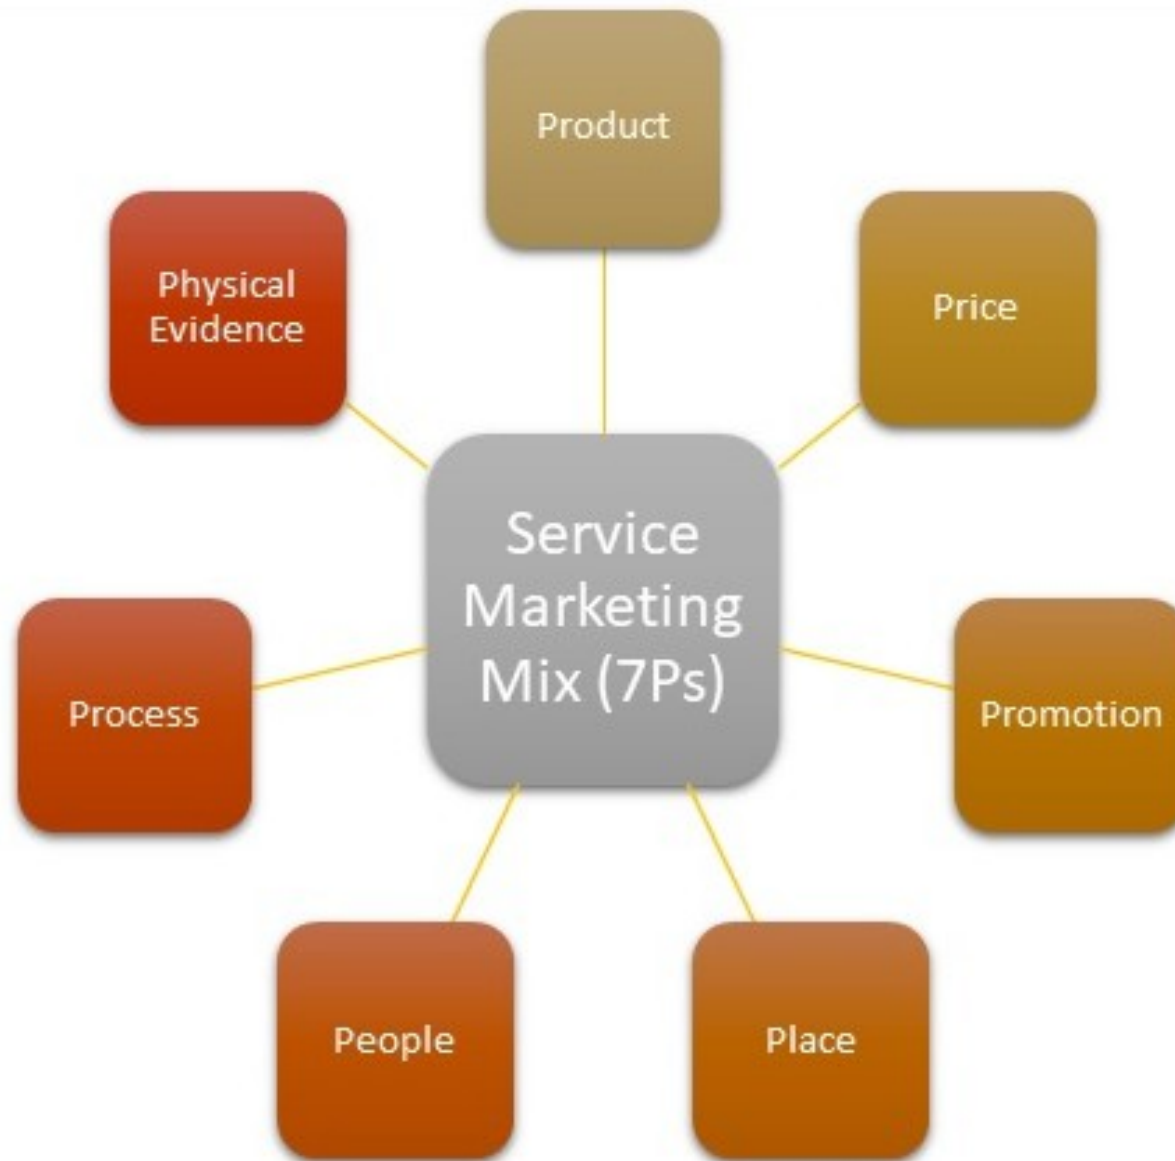 Product
Physical
Evidence
Price
Service
Marketing
Mix (7Ps)
Process
Promotion
People
Place